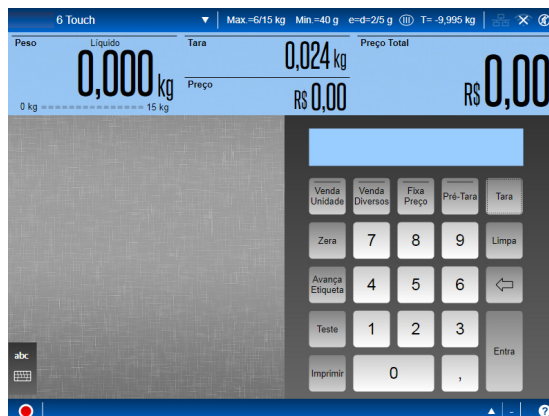 6 Touch Max.=6/15 kg Min.=40 g e=d=2/5 g III T= -9,995 kg
Peso Líquido
0,000 kg
0 kg 15 kg
Tara
0,024 kg
Preço
R$ 0,00
Preço Total
R$ 0,00
Venda Unidade
Venda Diversos
Fixa Preço
Pré-Tara
Tara
Zera
7
8
9
Limpa
Avança Etiqueta
4
5
6
Teste
1
2
3
Entra
Imprimir
0
,
abc
-
?